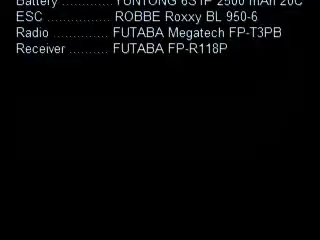 Battery .............YUNTONG 6S1P 2500 mAh 20C
ESC .................. ROBBE Roxxy BL 950-6
Radio ............... FUTABA Megatech FP-T3PB
Receiver .......... FUTABA FP-R118P